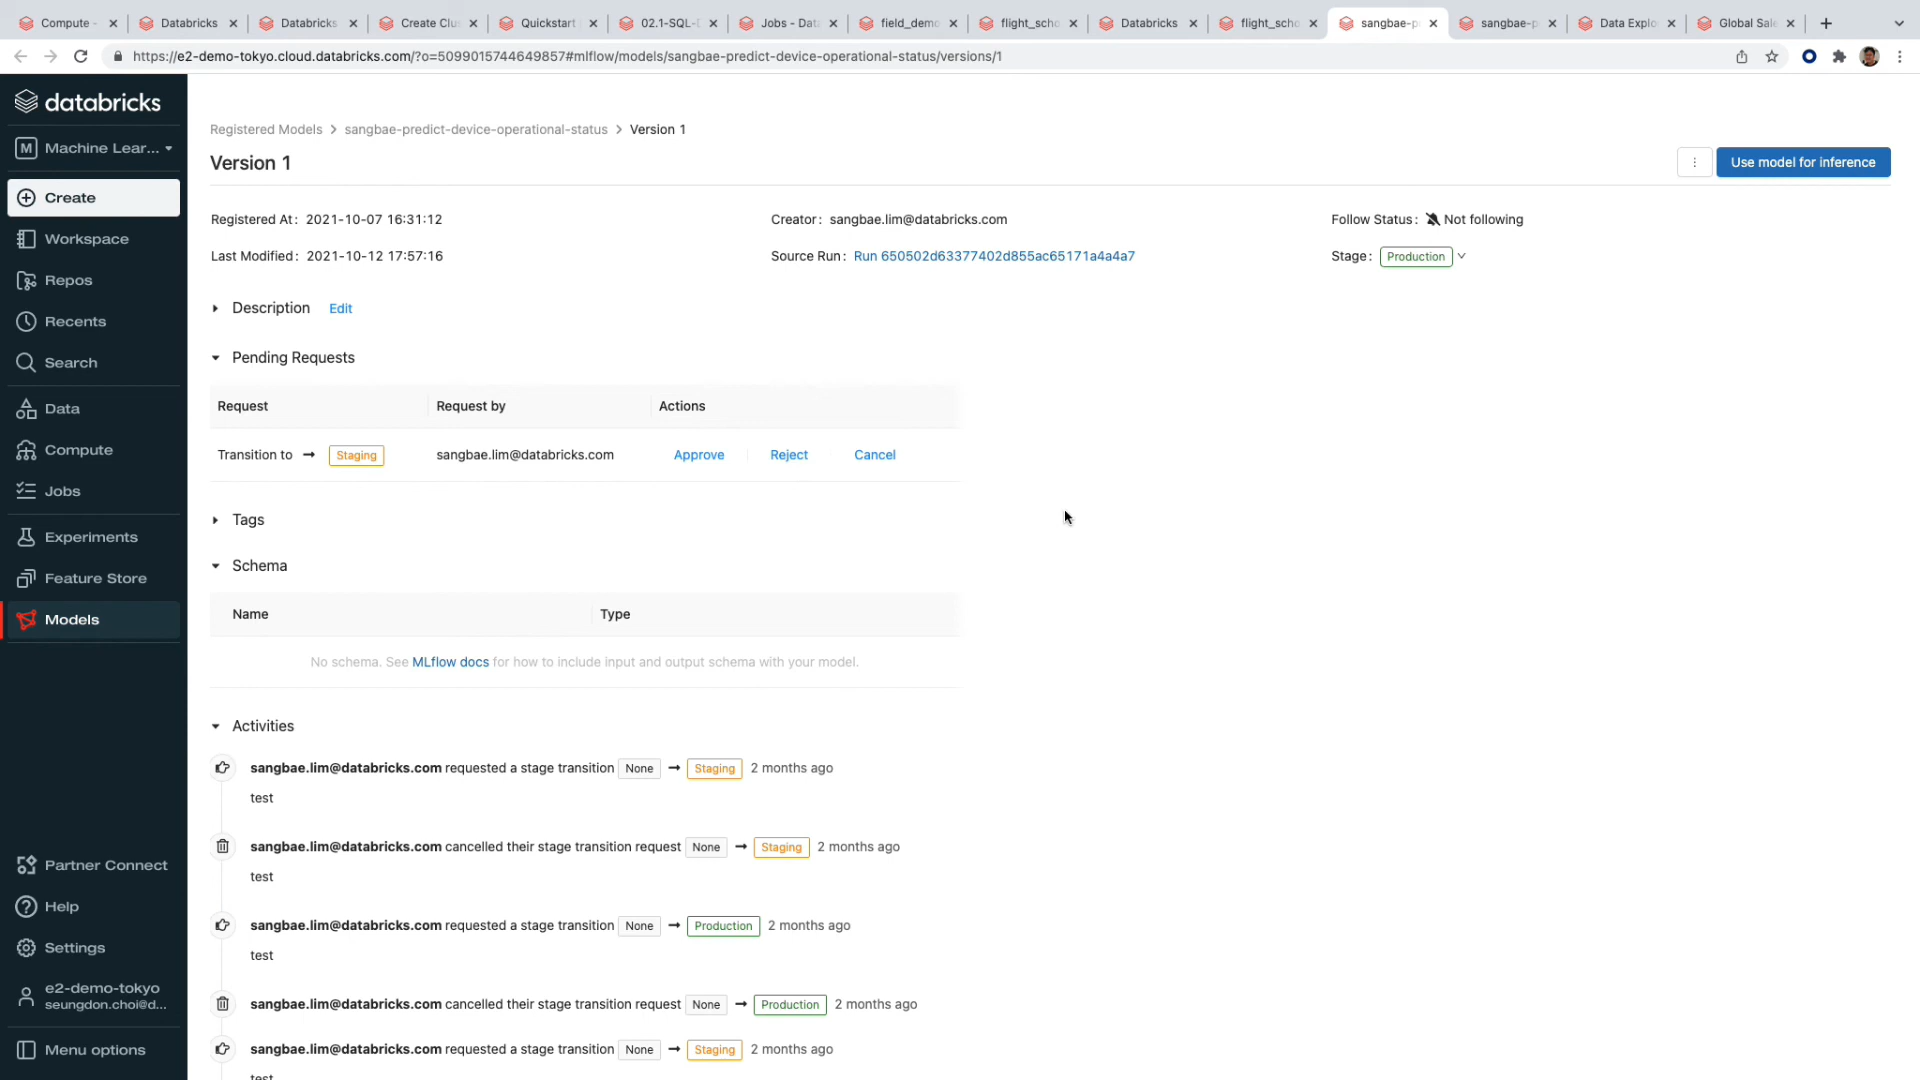 Compute -
Databricks
Databricks
Create Clu
Quickstart
02.1-SQL-D
Jobs - Data
field_demo
flight_scho
Databricks
flight_scho
sangbae-p
sangbae-p
Data Explo
Global Sale
https://e2-demo-tokyo.cloud.databricks.com/?o=5099015744649857#mlflow/models/sangbae-predict-device-operational-status/versions/1
databricks
M Machine Lear...
Create
Workspace
Repos
Recents
Search
Data
Compute
Jobs
Experiments
Feature Store
Models
Partner Connect
Help
Settings
e2-demo-tokyo
seungdon.choi@d...
Menu options
Registered Models > sangbae-predict-device-operational-status > Version 1
Version 1
Use model for inference
Registered At: 2021-10-07 16:31:12
Creator: sangbae.lim@databricks.com
Follow Status: Not following
Last Modified: 2021-10-12 17:57:16
Source Run: Run 650502d63377402d855ac65171a4a4a7
Stage: Production
Description Edit
Pending Requests
Request Request by Actions
Transition to → Staging sangbae.lim@databricks.com Approve Reject Cancel
Tags
Schema
Name Type
No schema. See MLflow docs for how to include input and output schema with your model.
Activities
sangbae.lim@databricks.com requested a stage transition None → Staging 2 months ago
test
sangbae.lim@databricks.com cancelled their stage transition request None → Staging 2 months ago
test
sangbae.lim@databricks.com requested a stage transition None → Production 2 months ago
test
sangbae.lim@databricks.com cancelled their stage transition request None → Production 2 months ago
sangbae.lim@databricks.com requested a stage transition None → Staging 2 months ago
test